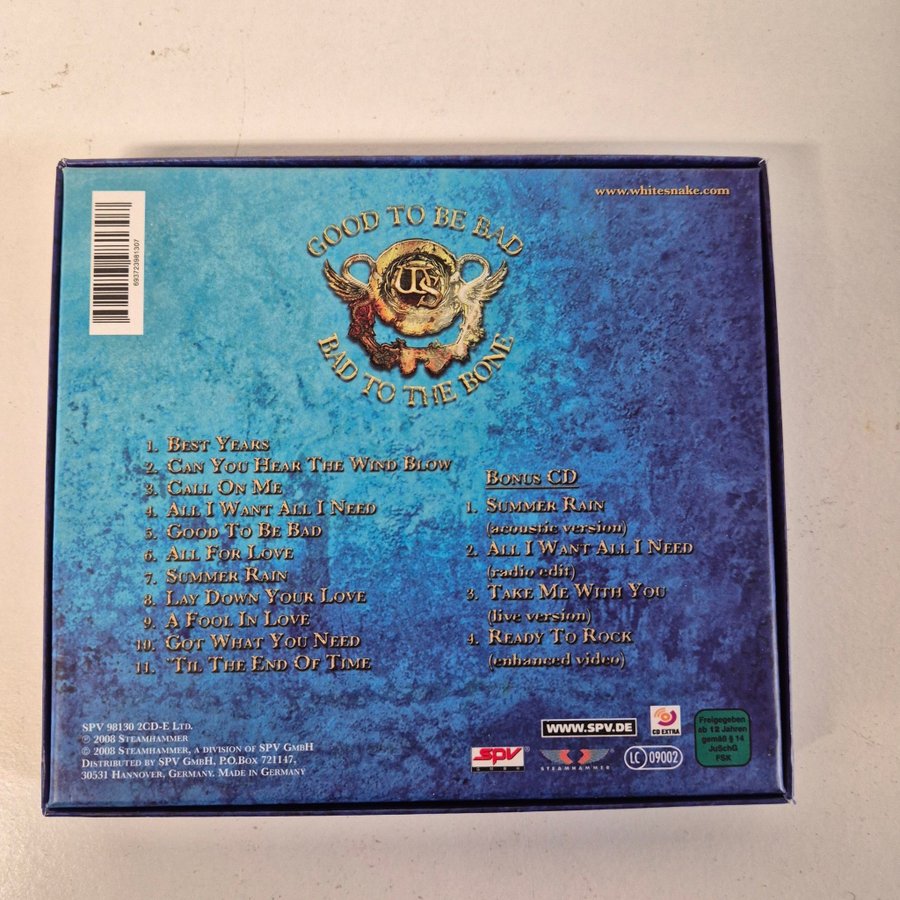 www.whitesnake.com
693723981307
GOOD TO BE BAD
WS
BAD TO THE BONE
1. BEST YEARS
2. CAN YOU HEAR THE WIND BLOW
3. CALL ON ME
4. ALL I WANT ALL I NEED
5. GOOD TO BE BAD
6. ALL FOR LOVE
7. SUMMER RAIN
8. LAY DOWN YOUR LOVE
9. A FOOL IN LOVE
10. GOT WHAT YOU NEED
11. 'TIL THE END OF TIME
BONUS CD
1. SUMMER RAIN
(acoustic version)
2. ALL I WANT ALL I NEED
(radio edit)
3. TAKE ME WITH YOU
(live version)
4. READY TO ROCK
(enhanced video)
SPV 98130 2CD-E LTD.
℗ 2008 STEAMHAMMER
© 2008 STEAMHAMMER, A DIVISION OF SPV GMBH
DISTRIBUTED BY SPV GMBH, P.O.BOX 721147,
30531 HANNOVER, GERMANY. MADE IN GERMANY
WWW.SPV.DE
CD EXTRA
SPV
GMBH
STEAMHAMMER
LC 09002
Freigegeben
ab 12 Jahren
gemäß § 14
JuSchG
FSK